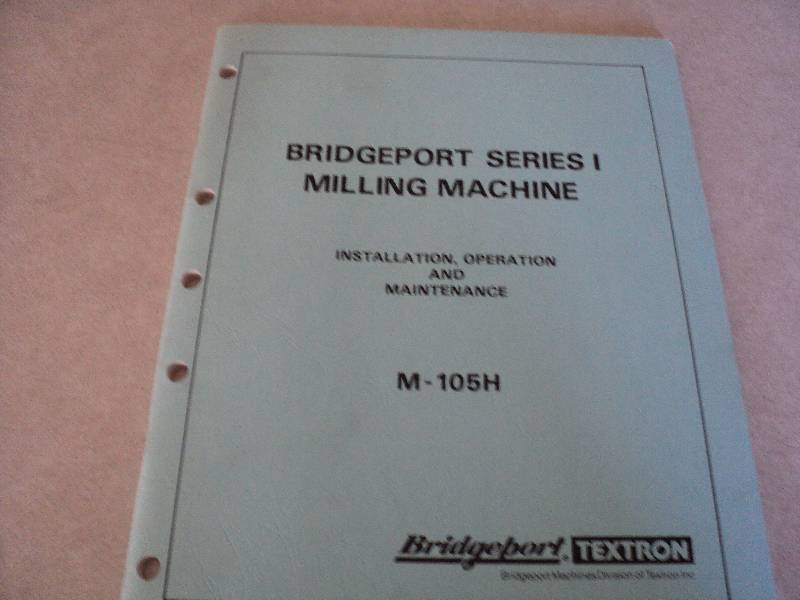 BRIDGEPORT SERIES I
MILLING MACHINE
INSTALLATION, OPERATION
AND
MAINTENANCE
M-105H
Bridgeport® TEXTRON
Bridgeport Machines Division of Textron Inc.